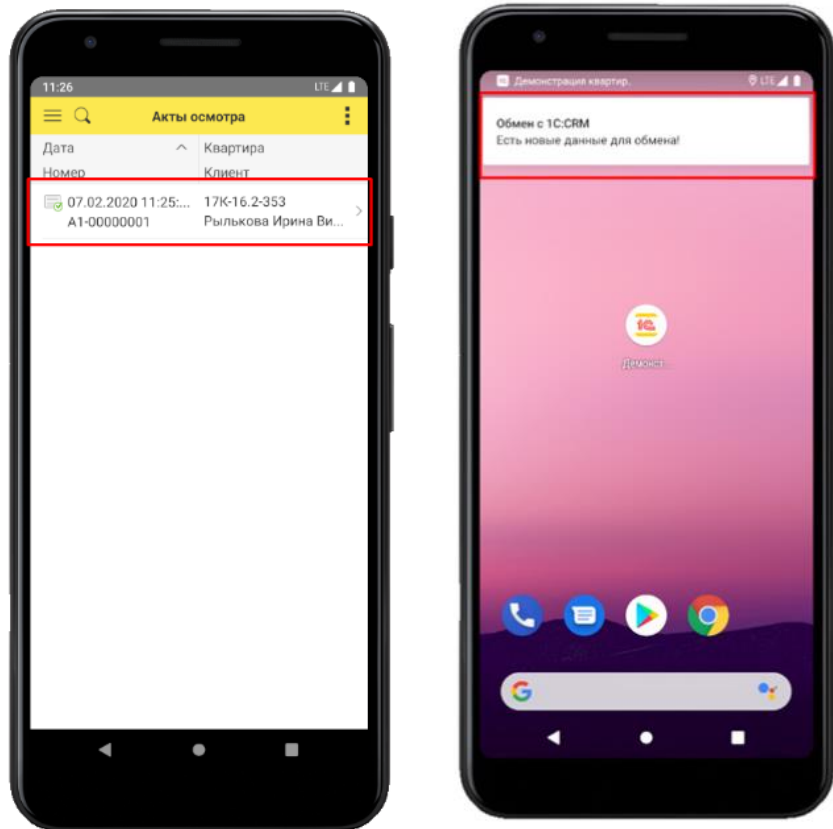 11:26
LTE
Акты осмотра
Дата
Квартира
Номер
Клиент
07.02.2020 11:25:...
17К-16.2-353
А1-00000001
Рылькова Ирина Ви...
Демонстрация квартир.
LTE
Обмен с 1С:CRM
Есть новые данные для обмена!
1С
Демонст...
G